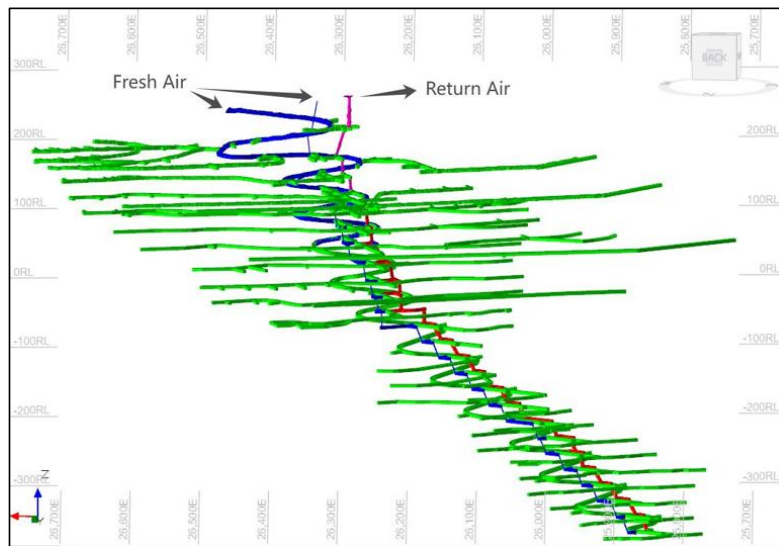 26,700E
26,600E
26,500E
26,400E
26,300E
26,200E
26,100E
26,000E
25,900E
25,800E
25,700E
BACK
300RL
Fresh Air
Return Air
200RL
200RL
100RL
100RL
0RL
0RL
-100RL
-100RL
-200RL
-200RL
-300RL
-300RL
N
26,700E
26,600E
26,500E
26,400E
26,300E
26,200E
26,100E
26,000E
25,700E